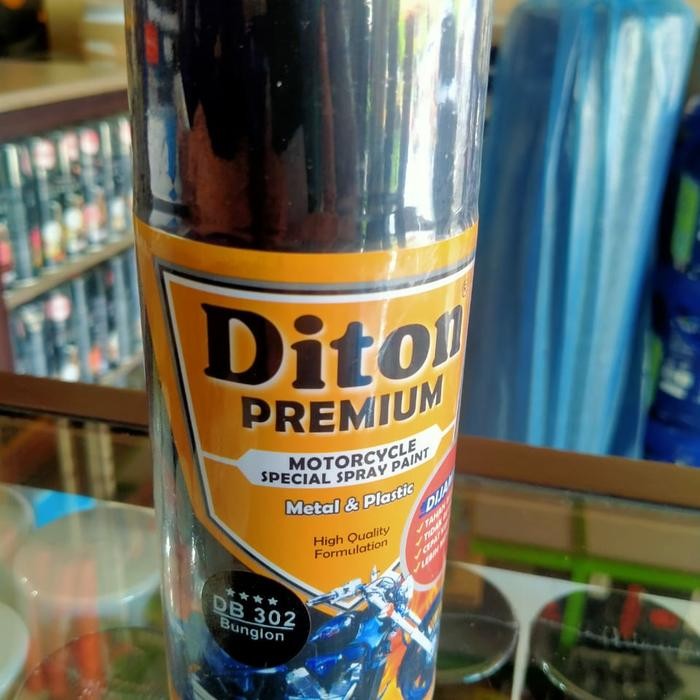 Diton
PREMIUM
MOTORCYCLE
SPECIAL SPRAY PAINT
Metal & Plastic
High Quality
Formulation
DB 302
Bunglon